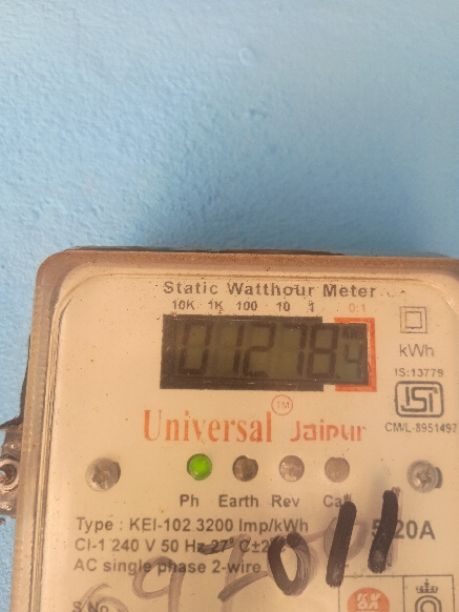 Static Watthour Meter
10K 1K 100 10 1 0:1
01278.4
kWh
IS:13779
ISI
CM/L-8951497
Universal TM Jaipur
Ph Earth Rev Cal
Type : KEI-102 3200 Imp/kWh 20A
Cl-1 240 V 50 Hz 27° C±2
AC single phase 2-wire
011
S No